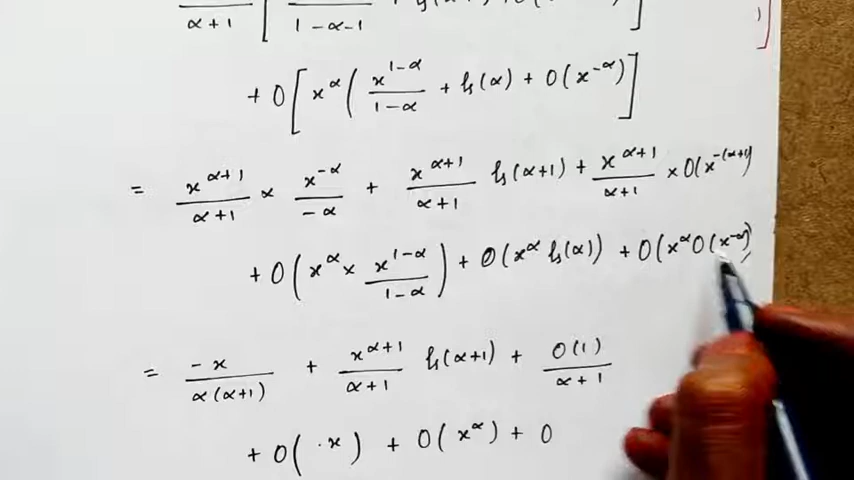 α+1 [ 1-α-1
+ O[ x^α ( x^{1-α}/(1-α) + ζ(α) + O(x^{-α}) ]
= x^{α+1}/(α+1) × x^{-α}/(-α) + x^{α+1}/(α+1) ζ(α+1) + x^{α+1}/(α+1) × O(x^{-(α+1)}
+ O( x^α × x^{1-α}/(1-α) ) + O(x^α ζ(α)) + O(x^α O(x^{-α})
= -x/(α(α+1)) + x^{α+1}/(α+1) ζ(α+1) + O(1)/(α+1)
+ O( ·x ) + O(x^α) + O